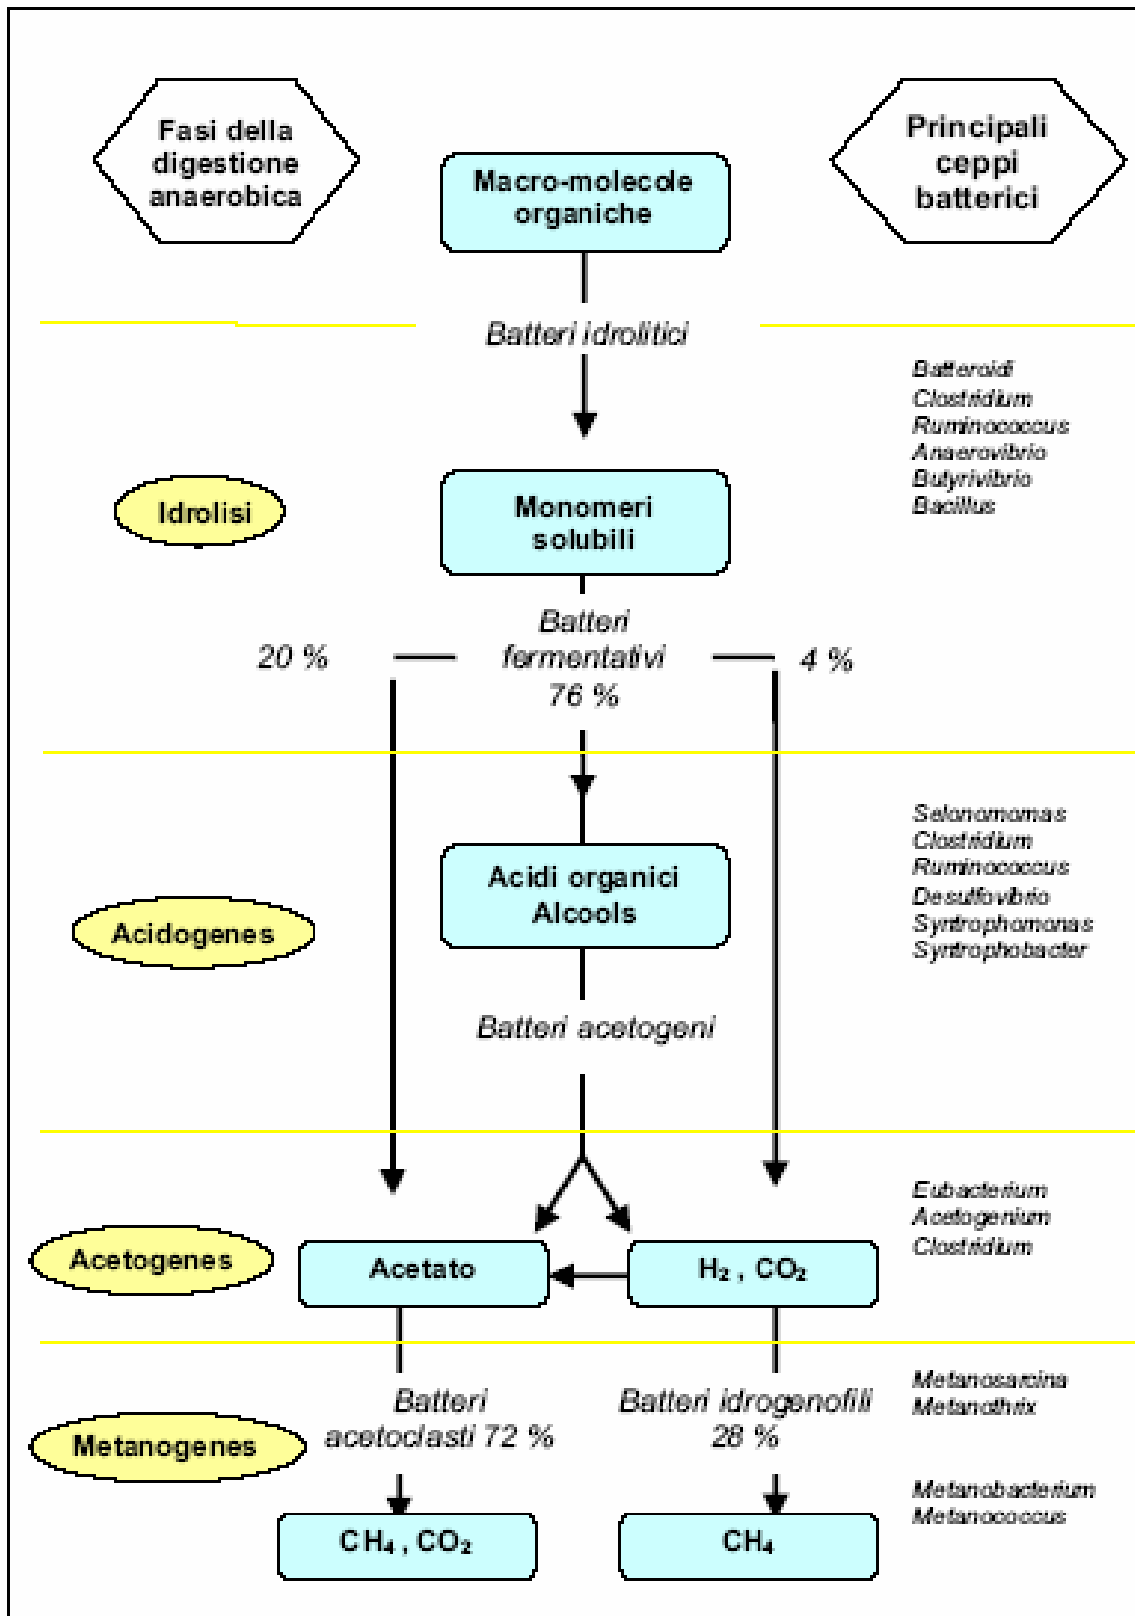 Fasi della
digestione
anaerobica
Macro-molecole
organiche
Principali
ceppi
batterici
Batteri idrolitici
Batteroidi
Clostridium
Ruminococcus
Anaerovibrio
Butyrivibrio
Bacillus
Idrolisi
Monomeri
solubili
Batteri
fermentativi
20 %
76 %
4 %
Selonomomas
Clostridium
Ruminococcus
Desulfovibrio
Syntrophomonas
Syntrophobacter
Acidogenes
Acidi organici
Alcools
Batteri acetogeni
Eubacterium
Acetogenium
Clostridium
Acetogenes
Acetato
H₂ , CO₂
Metanogenes
Batteri
acetoclasti 72 %
Batteri idrogenofili
28 %
Metanosarcina
Metanothrix
Metanobacterium
Metanococcus
CH₄ , CO₂
CH₄